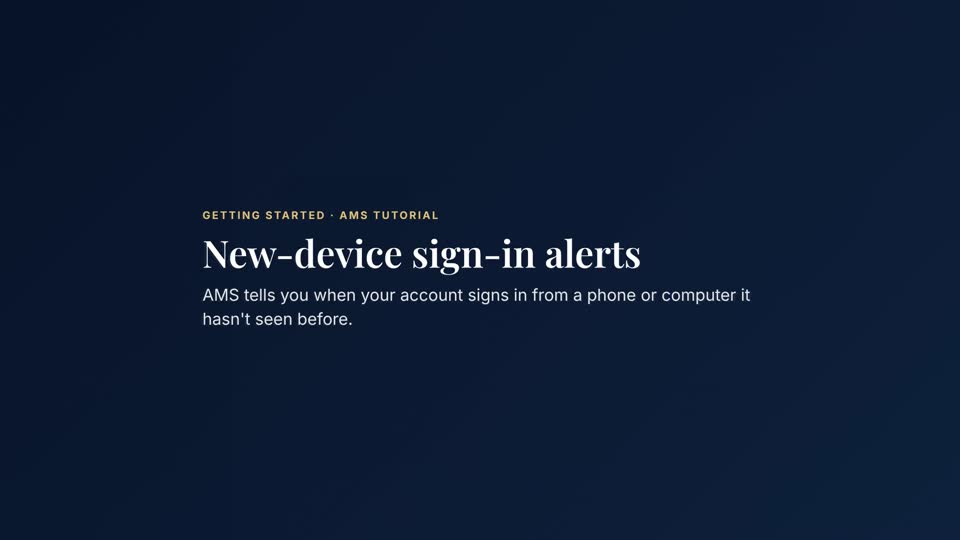 GETTING STARTED · AMS TUTORIAL
New-device sign-in alerts
AMS tells you when your account signs in from a phone or computer it
hasn't seen before.